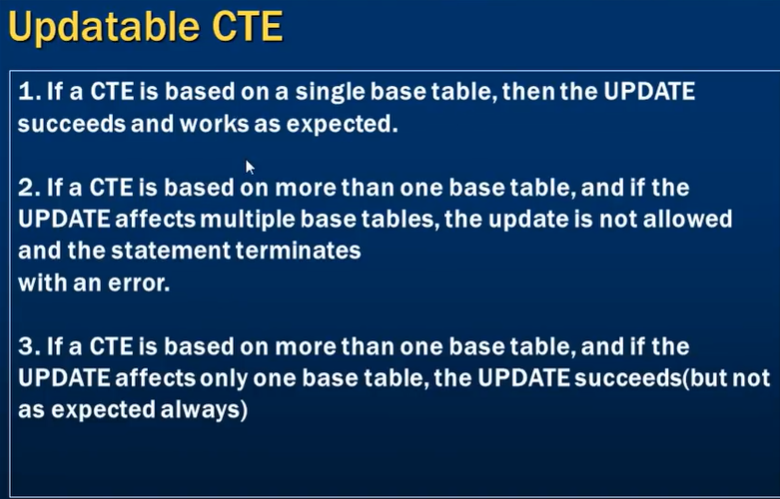 Updatable CTE
1. If a CTE is based on a single base table, then the UPDATE
succeeds and works as expected.
2. If a CTE is based on more than one base table, and if the
UPDATE affects multiple base tables, the update is not allowed
and the statement terminates
with an error.
3. If a CTE is based on more than one base table, and if the
UPDATE affects only one base table, the UPDATE succeeds(but not
as expected always)